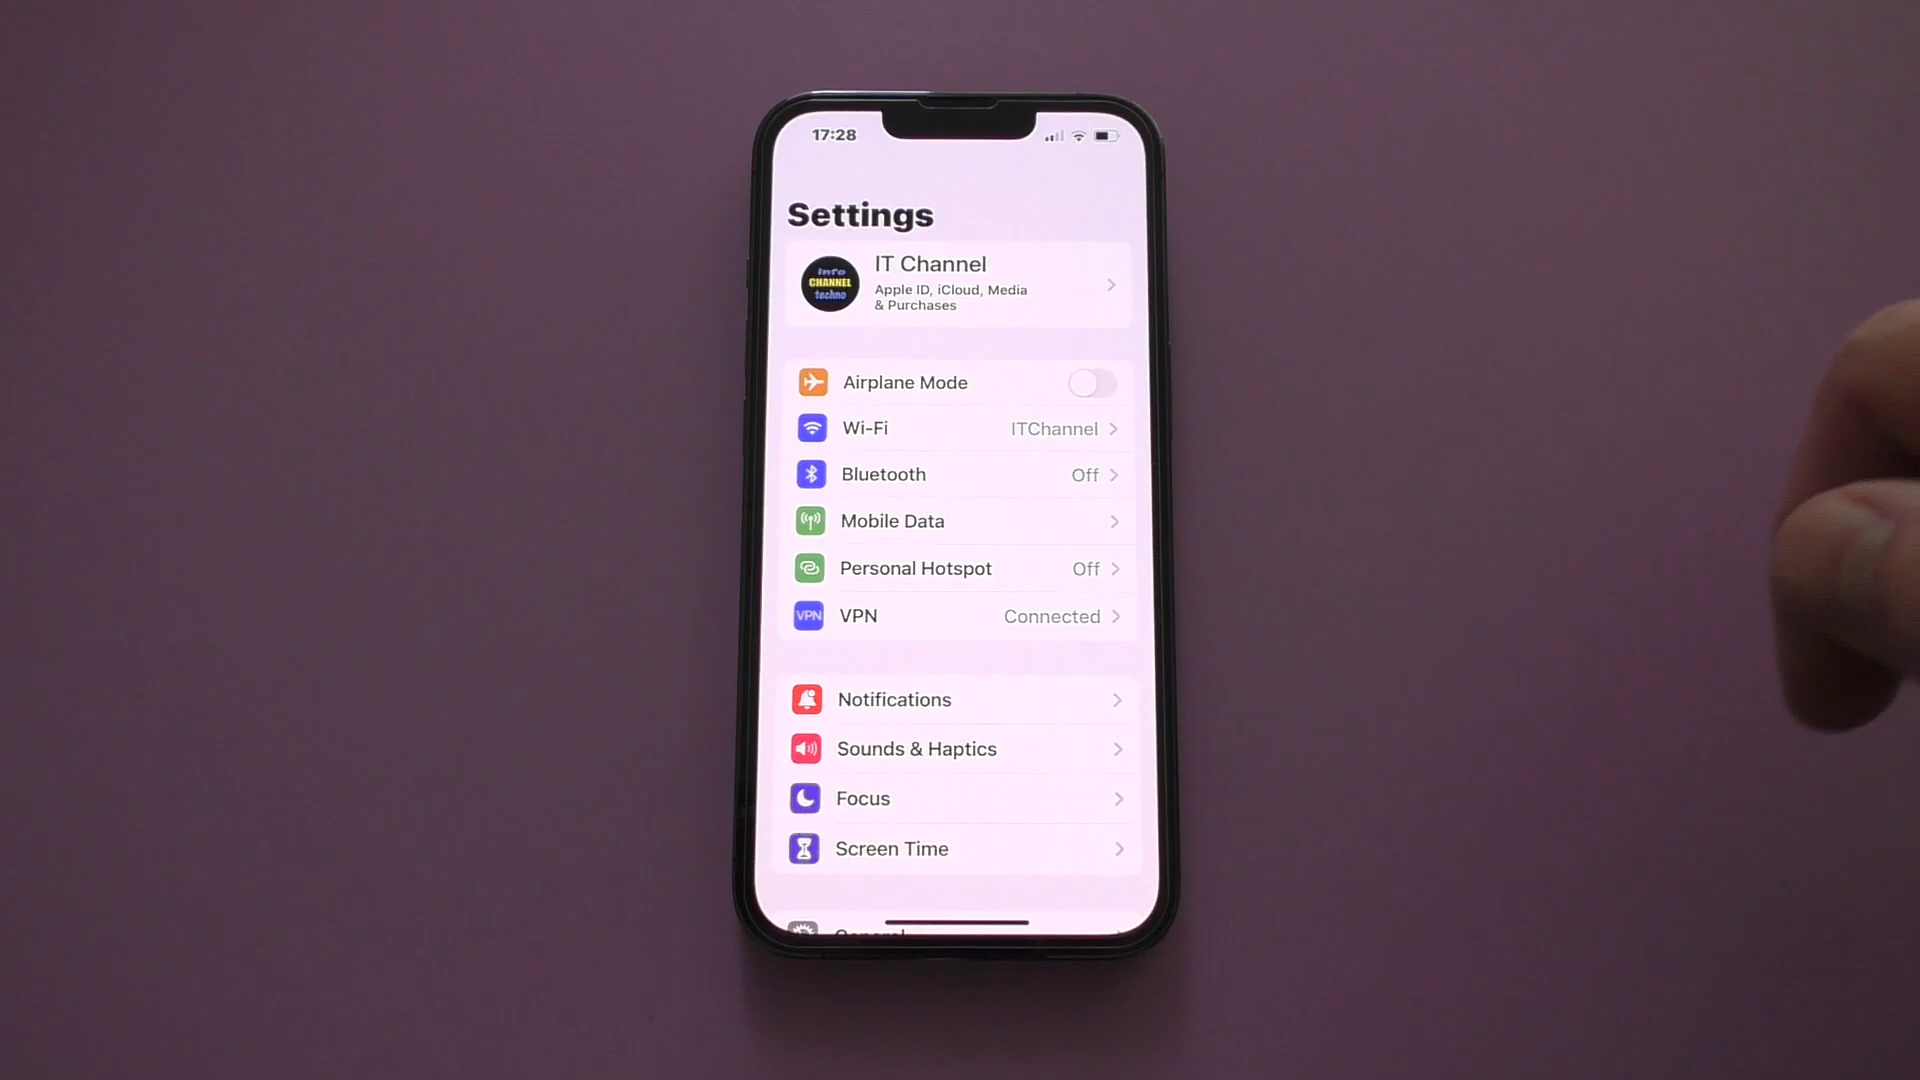 17:28
Settings
Info
CHANNEL
techno
IT Channel
Apple ID, iCloud, Media
& Purchases
Airplane Mode
Wi-Fi ITChannel
Bluetooth Off
Mobile Data
Personal Hotspot Off
VPN VPN Connected
Notifications
Sounds & Haptics
Focus
Screen Time
General